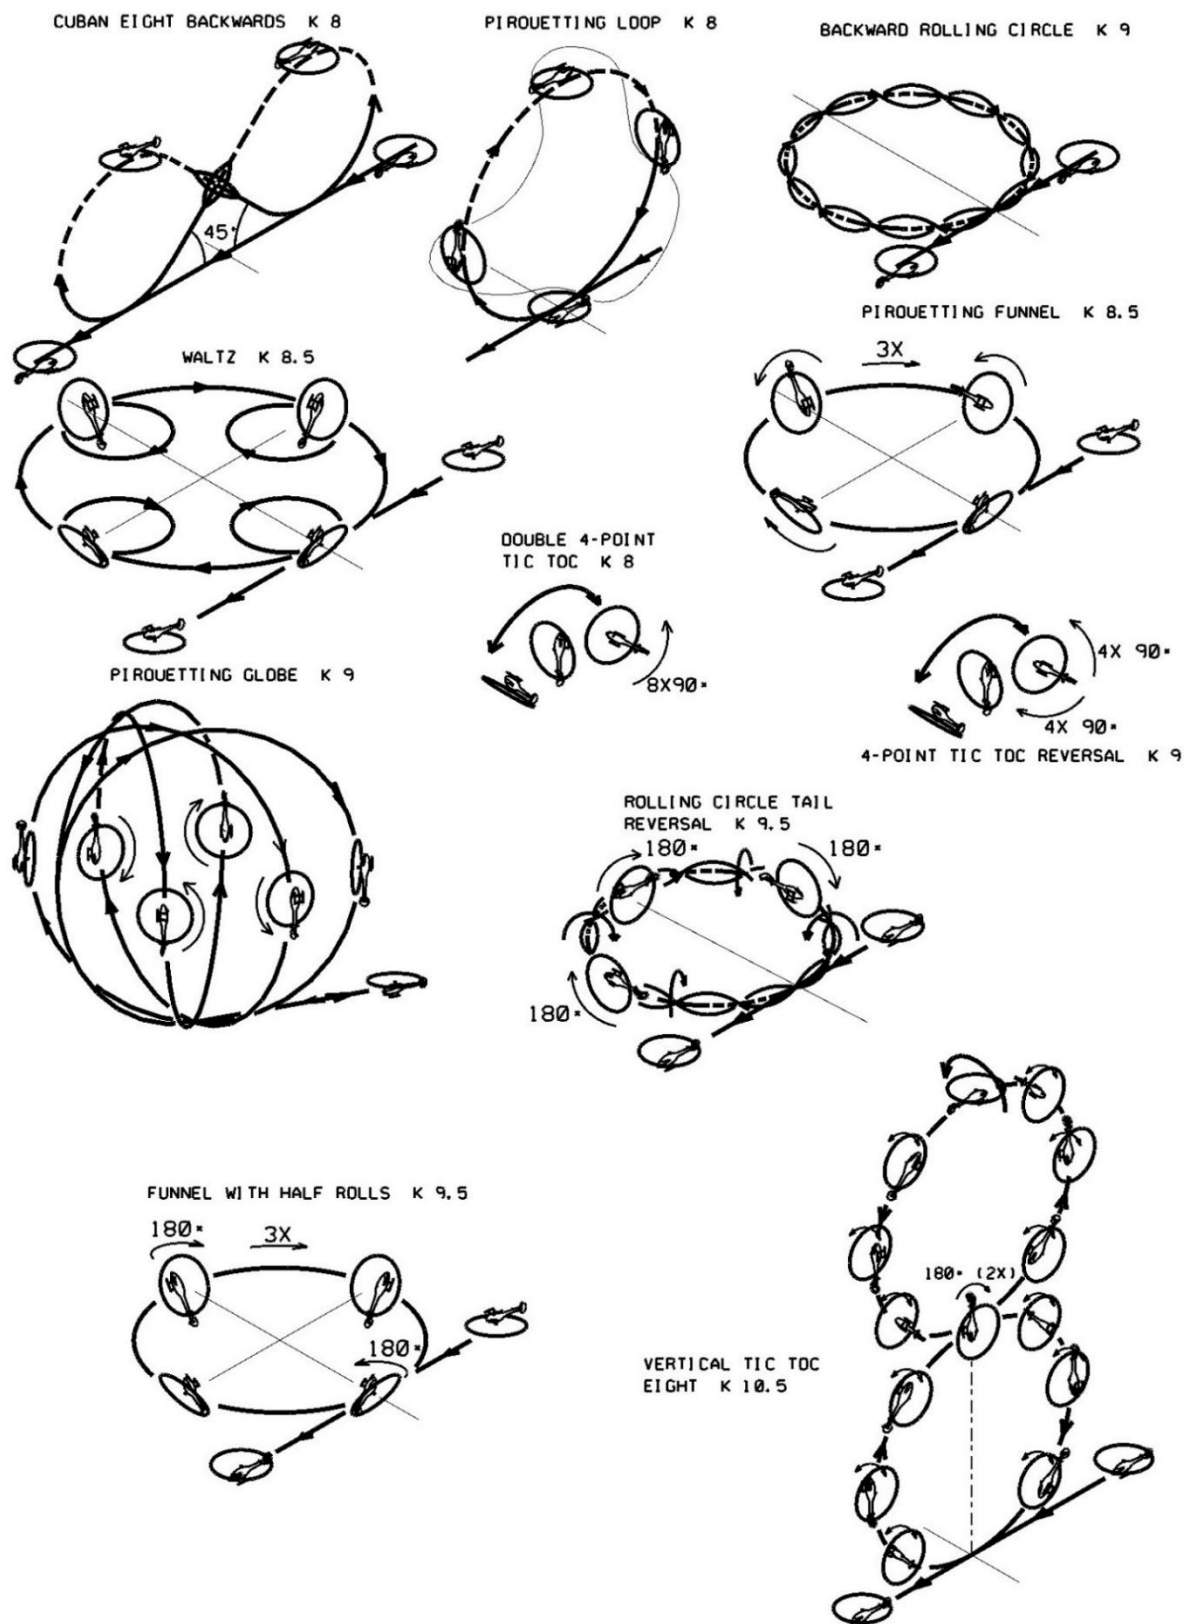 CUBAN EIGHT BACKWARDS K 8
PIROUETTING LOOP K 8
BACKWARD ROLLING CIRCLE K 9
45°
PIROUETTING FUNNEL K 8.5
WALTZ K 8.5
3X
DOUBLE 4-POINT
TIC TOC K 8
8X90°
4X 90°
4X 90°
4-POINT TIC TOC REVERSAL K 9
PIROUETTING GLOBE K 9
ROLLING CIRCLE TAIL
REVERSAL K 9.5
180°
180°
180°
FUNNEL WITH HALF ROLLS K 9.5
180°
3X
180°
180° (2X)
VERTICAL TIC TOC
EIGHT K 10.5